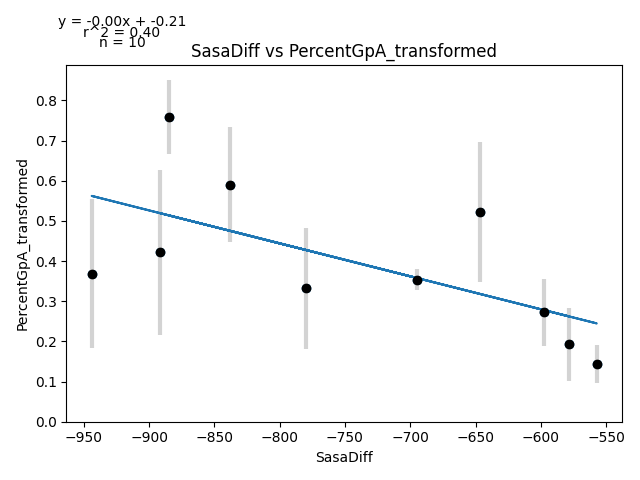 y = -0.00x + -0.21
r^2 = 0.40
n = 10
SasaDiff vs PercentGpA_transformed
PercentGpA_transformed
0.8
0.7
0.6
0.5
0.4
0.3
0.2
0.1
0.0
−950 −900 −850 −800 −750 −700 −650 −600 −550
SasaDiff